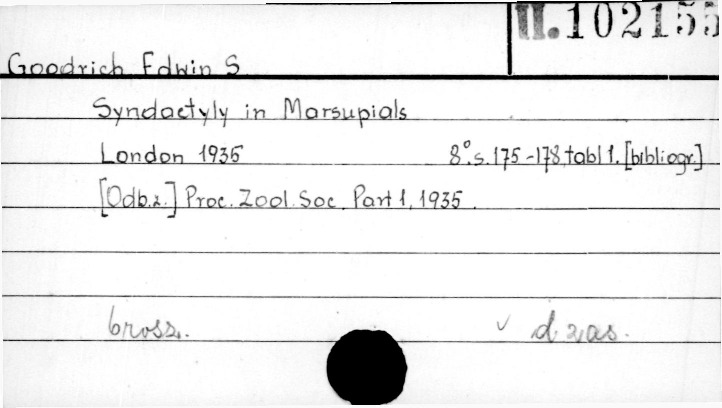 II.102155
Goodrich Edwin S.
Syndactyly in Marsupials
London 1935 8°.s.175-178, tabl 1. [bibliogr.]
[Odb.z.] Proc. Zool. Soc. Part 1, 1935.
brosz. ✓ d zas.